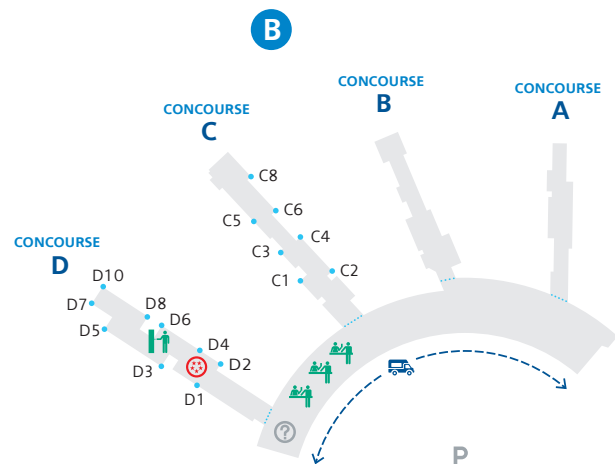 B
CONCOURSE
A
CONCOURSE
B
CONCOURSE
C
C8
C6
C5
C4
C3
C2
C1
CONCOURSE
D
D10
D7
D8
D6
D5
D4
D2
D3
D1
?
P